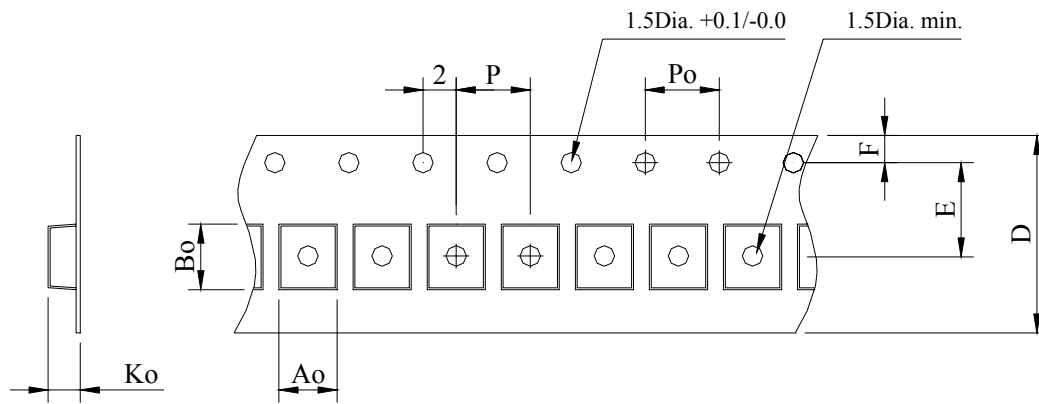 1.5Dia. +0.1/-0.0
1.5Dia. min.
2
P
Po
F
E
D
Bo
Ko
Ao